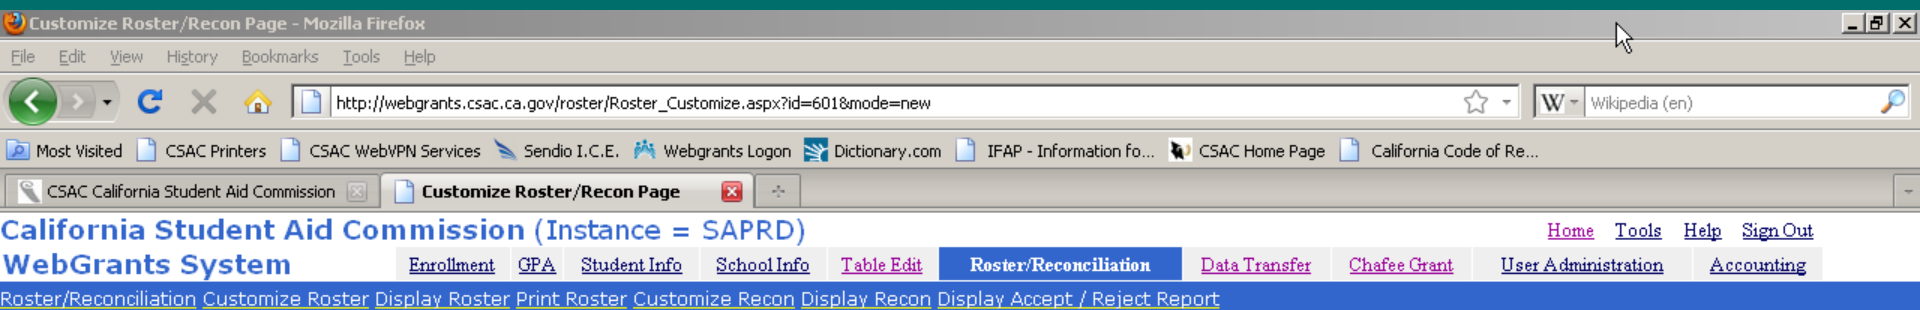 Customize Roster/Recon Page - Mozilla Firefox
File Edit View History Bookmarks Tools Help
http://webgrants.csac.ca.gov/roster/Roster_Customize.aspx?id=601&mode=new W Wikipedia (en)
Most Visited CSAC Printers CSAC WebVPN Services Sendio I.C.E. Webgrants Logon Dictionary.com IFAP - Information fo... CSAC Home Page California Code of Re...
CSAC California Student Aid Commission Customize Roster/Recon Page
California Student Aid Commission (Instance = SAPRD) Home Tools Help Sign Out
WebGrants System Enrollment GPA Student Info School Info Table Edit Roster/Reconciliation Data Transfer Chafee Grant User Administration Accounting
Roster/Reconciliation Customize Roster Display Roster Print Roster Customize Recon Display Recon Display Accept / Reject Report